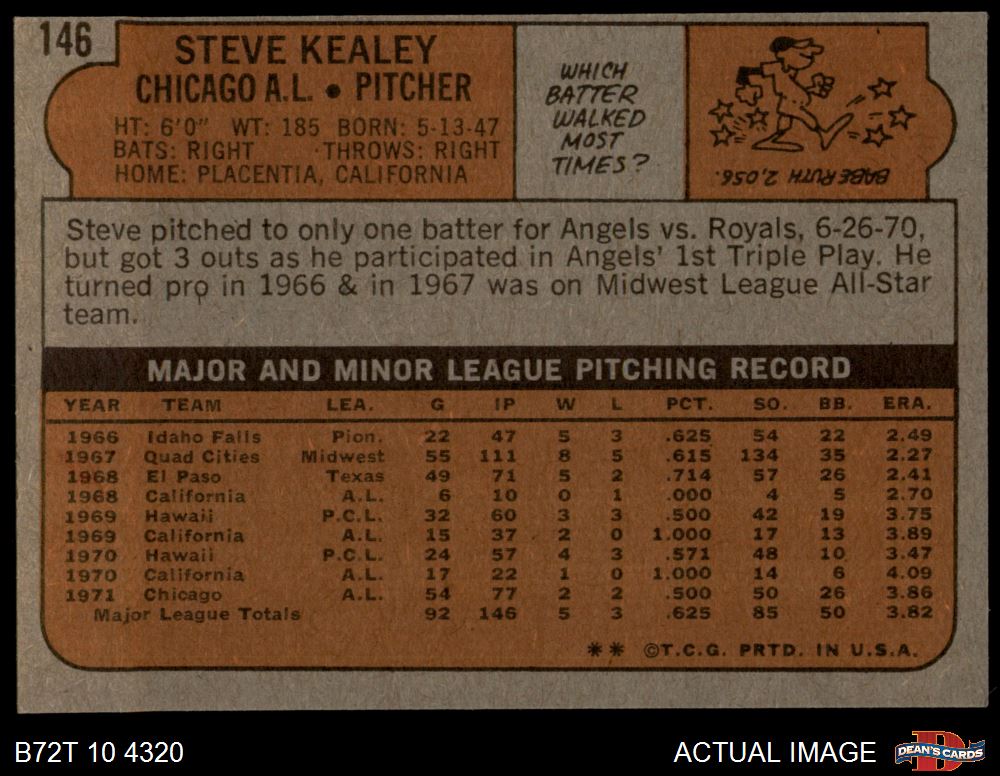 146
STEVE KEALEY
CHICAGO A.L. • PITCHER
HT: 6'0" WT: 185 BORN: 5-13-47
BATS: RIGHT THROWS: RIGHT
HOME: PLACENTIA, CALIFORNIA
WHICH
BATTER
WALKED
MOST
TIMES?
BABE RUTH 2,056.
Steve pitched to only one batter for Angels vs. Royals, 6-26-70,
but got 3 outs as he participated in Angels' 1st Triple Play. He
turned pro in 1966 & in 1967 was on Midwest League All-Star
team.
MAJOR AND MINOR LEAGUE PITCHING RECORD
YEAR TEAM LEA. G IP W L PCT. SO. BB. ERA.
1966 Idaho Falls Pion. 22 47 5 3 .625 54 22 2.49
1967 Quad Cities Midwest 55 111 8 5 .615 134 35 2.27
1968 El Paso Texas 49 71 5 2 .714 57 26 2.41
1968 California A.L. 6 10 0 1 .000 4 5 2.70
1969 Hawaii P.C.L. 32 60 3 3 .500 42 19 3.75
1969 California A.L. 15 37 2 0 1.000 17 13 3.89
1970 Hawaii P.C.L. 24 57 4 3 .571 48 10 3.47
1970 California A.L. 17 22 1 0 1.000 14 6 4.09
1971 Chicago A.L. 54 77 2 2 .500 50 26 3.86
Major League Totals 92 146 5 3 .625 85 50 3.82
** ©T.C.G. PRTD. IN U.S.A.
B72T 10 4320
ACTUAL IMAGE
DEAN'S CARDS